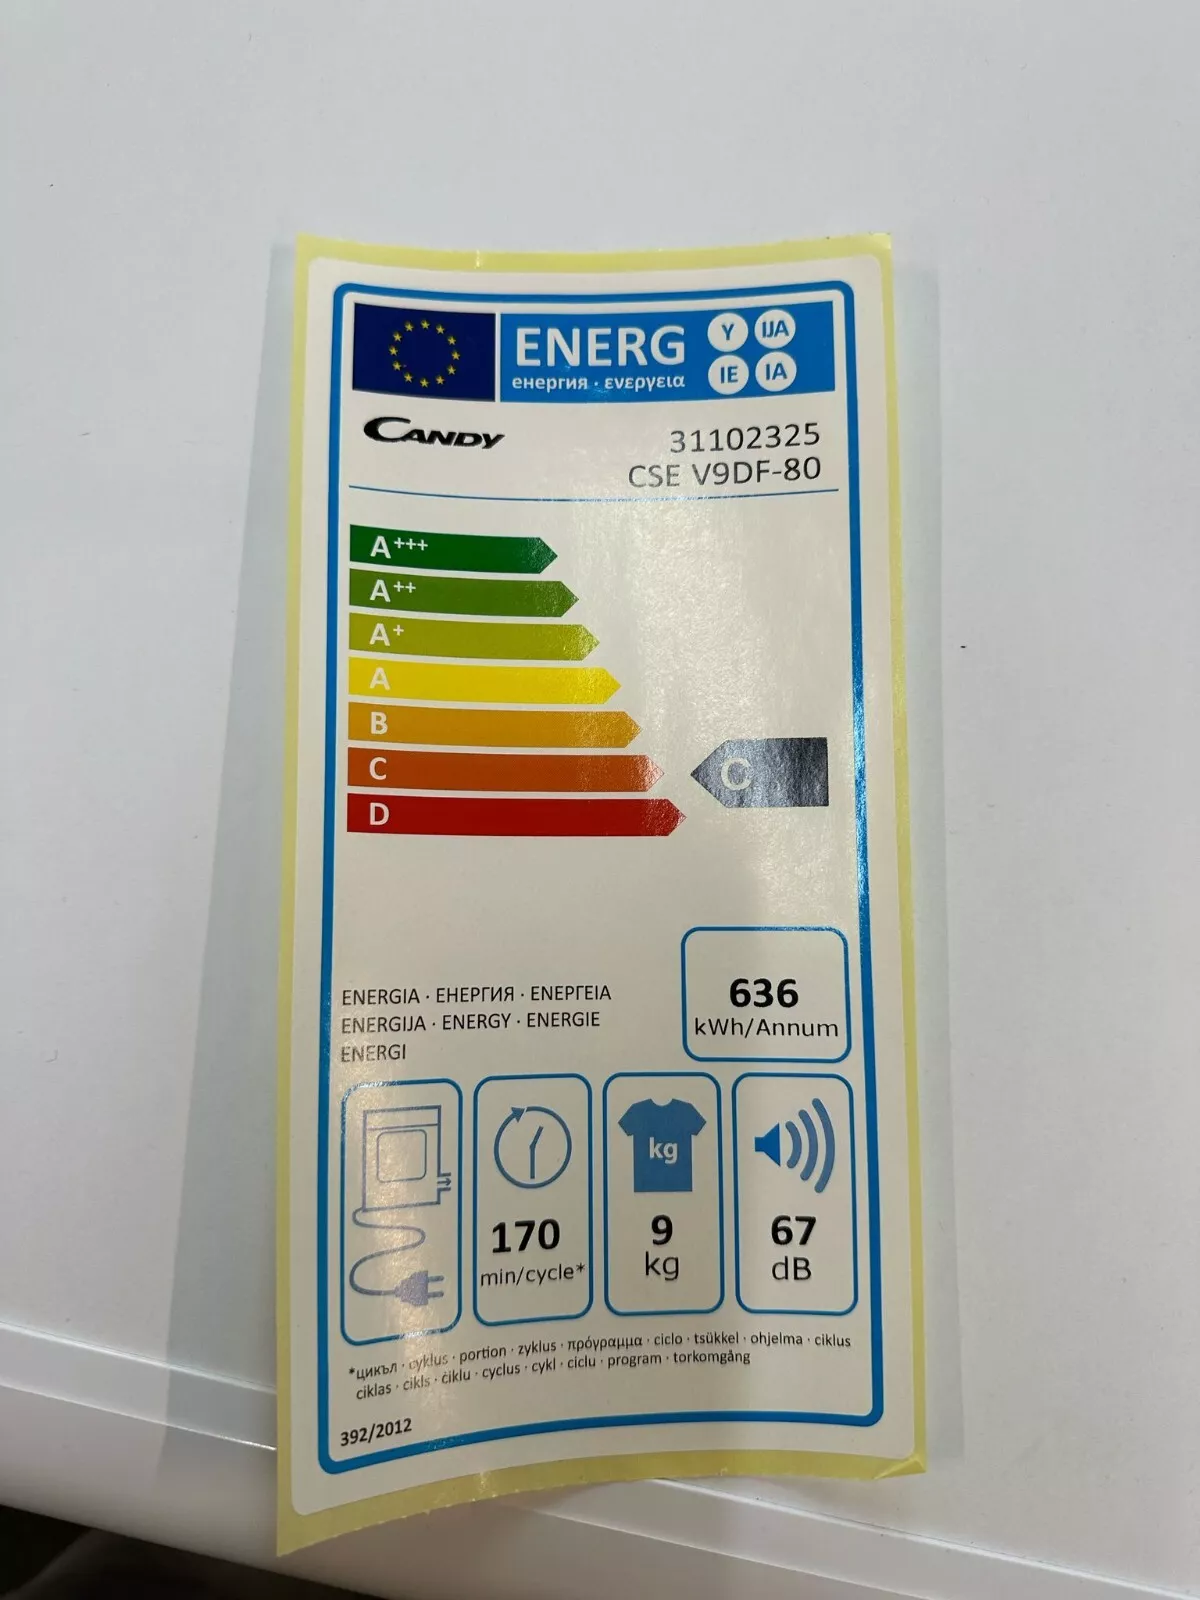 ENERG Y IJA
енергия · ενεργεια IE IA
CANDY
31102325
CSE V9DF-80
A+++
A++
A+
A
B
C
C
D
636
kWh/Annum
ENERGIA · ЕНЕРГИЯ · ΕΝΕΡΓΕΙΑ
ENERGIJA · ENERGY · ENERGIE
ENERGI
170
min/cycle*
kg
9
kg
67
dB
*цикъл · cyklus · portion · zyklus · πρόγραμμα · ciclo · tsükkel · ohjelma · ciklus
ciklas · cikls · ċiklu · cyclus · cykl · ciclu · program · torkomgång
392/2012